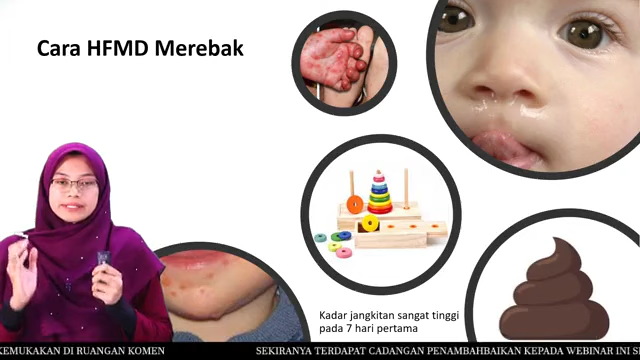 Cara HFMD Merebak
Kadar jangkitan sangat tinggi
pada 7 hari pertama
KEMUKAKAN DI RUANGAN KOMEN SEKIRANYA TERDAPAT CADANGAN PENAMBAHBAIKAN KEPADA WEBINAR INI S